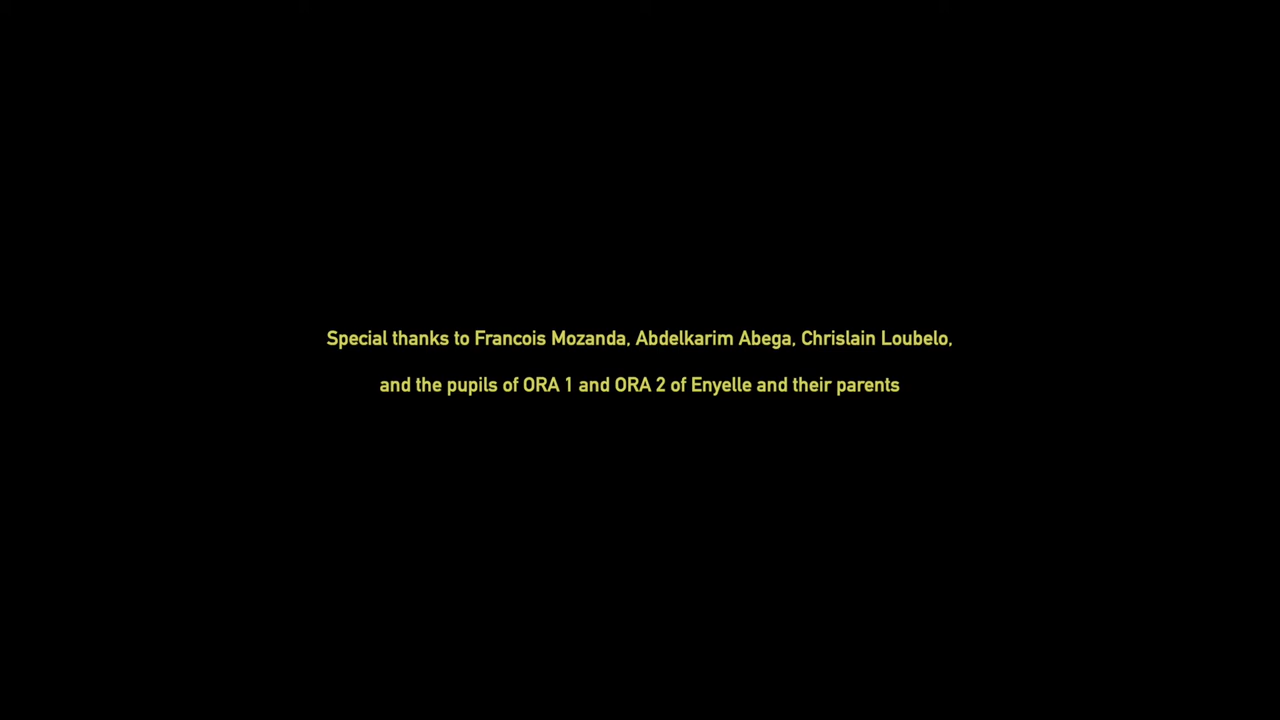 Special thanks to Francois Mozanda, Abdelkarim Abega, Chrislain Loubelo,
and the pupils of ORA 1 and ORA 2 of Enyelle and their parents